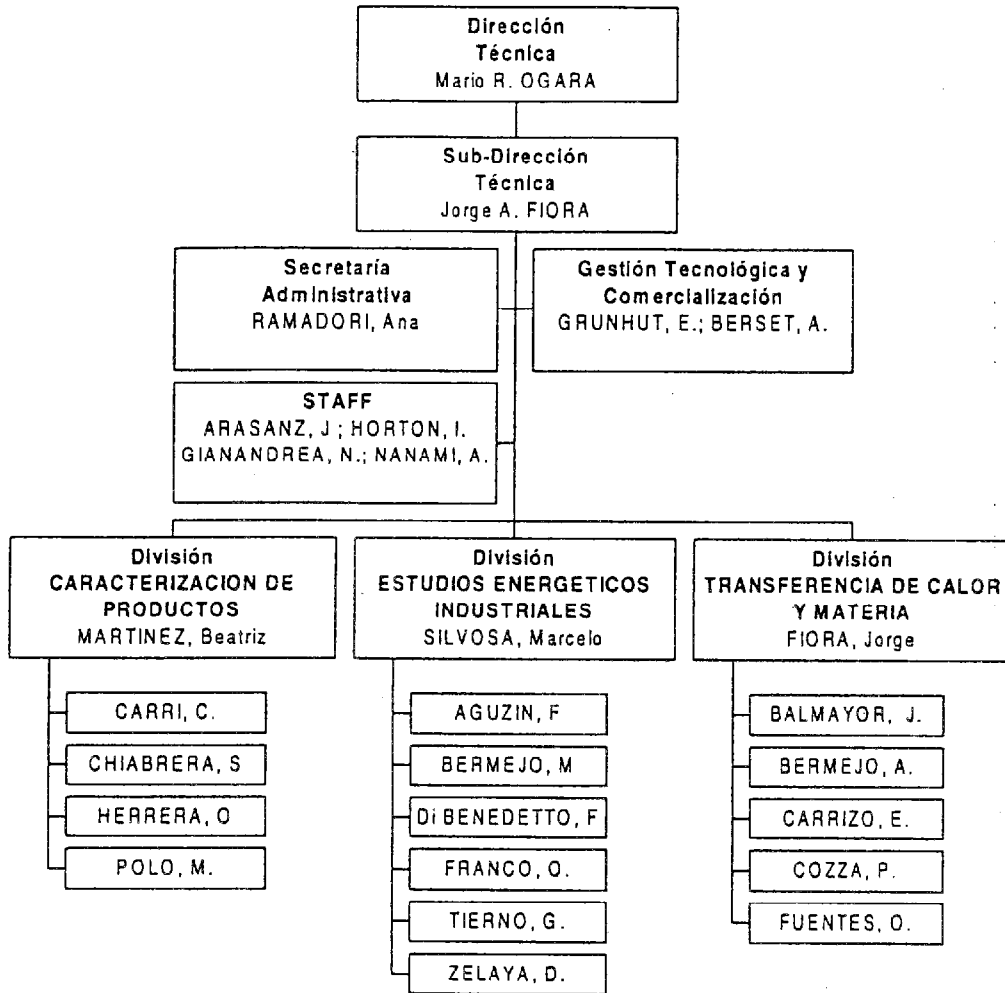 Dirección
Técnica
Mario R. OGARA
Sub-Dirección
Técnica
Jorge A. FIORA
Secretaría
Administrativa
RAMADORI, Ana
Gestión Tecnológica y
Comercialización
GRUNHUT, E.; BERSET, A.
STAFF
ARASANZ, J ; HORTON, I.
GIANANDREA, N.; NANAMI, A.
División
CARACTERIZACION DE
PRODUCTOS
MARTINEZ, Beatriz
CARRI, C.
CHIABRERA, S
HERRERA, O
POLO, M.
División
ESTUDIOS ENERGETICOS
INDUSTRIALES
SILVOSA, Marcelo
AGUZIN, F
BERMEJO, M
Di BENEDETTO, F
FRANCO, O.
TIERNO, G.
ZELAYA, D.
División
TRANSFERENCIA DE CALOR
Y MATERIA
FIORA, Jorge
BALMAYOR, J.
BERMEJO, A.
CARRIZO, E.
COZZA, P.
FUENTES, O.